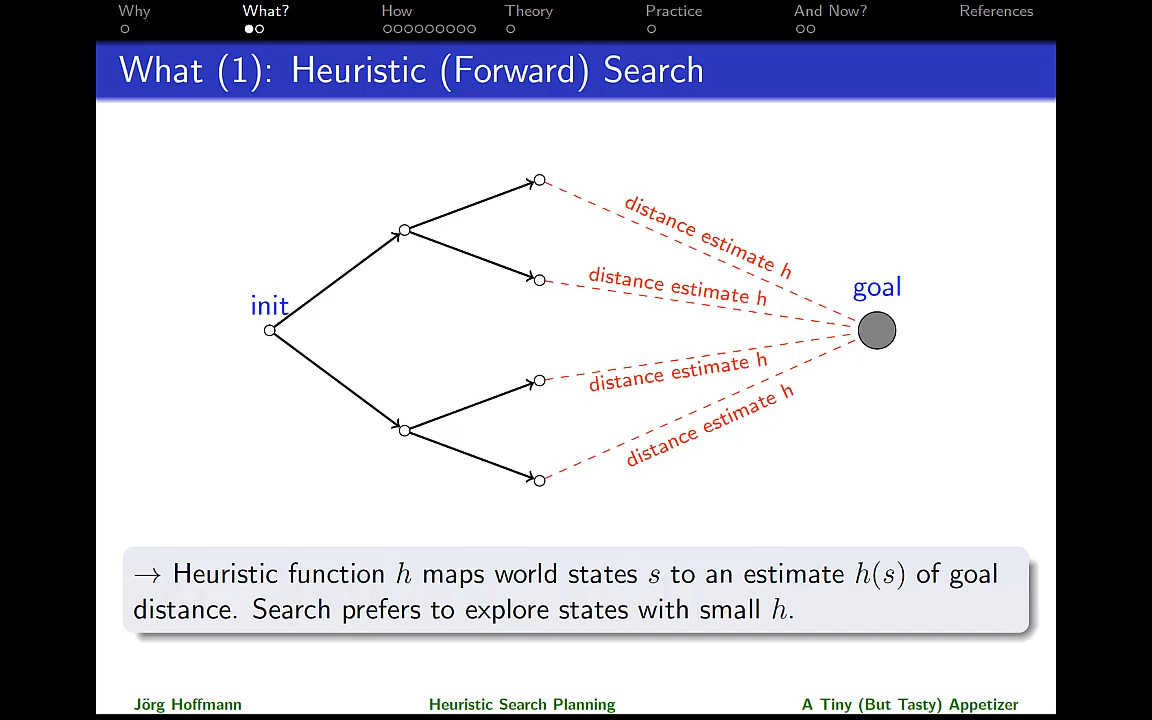 Why What? How Theory Practice And Now? References
What (1): Heuristic (Forward) Search
distance estimate h
distance estimate h
goal
init
distance estimate h
distance estimate h
→ Heuristic function h maps world states s to an estimate h(s) of goal
distance. Search prefers to explore states with small h.
Jörg Hoffmann Heuristic Search Planning A Tiny (But Tasty) Appetizer